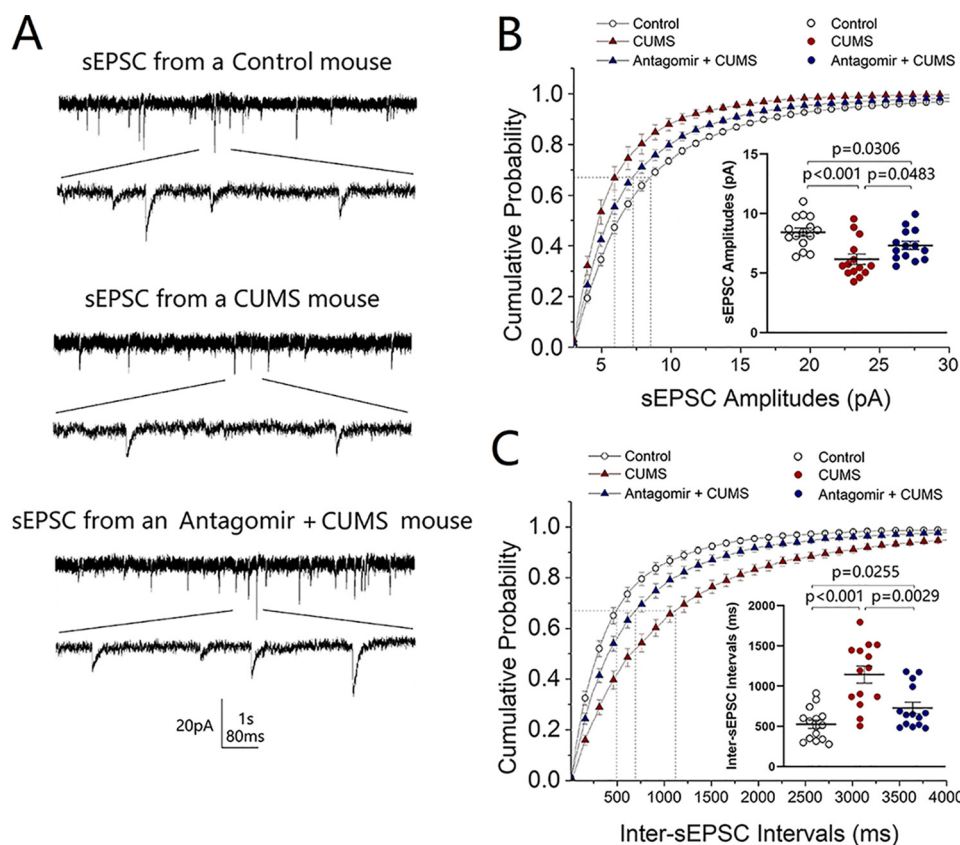 A
sEPSC from a Control mouse
sEPSC from a CUMS mouse
sEPSC from an Antagomir + CUMS mouse
20pA
1s
80ms
B
Control
CUMS
Antagomir + CUMS
Control
CUMS
Antagomir + CUMS
Cumulative Probability
1.0
0.8
0.6
0.4
0.2
0.0
5
10
15
20
25
30
sEPSC Amplitudes (pA)
sEPSC Amplitudes (pA)
15
10
5
0
p=0.0306
p<0.001
p=0.0483
C
Control
CUMS
Antagomir + CUMS
Control
CUMS
Antagomir + CUMS
Cumulative Probability
1.0
0.8
0.6
0.4
0.2
0.0
500
1000
1500
2000
2500
3000
3500
4000
Inter-sEPSC Intervals (ms)
Inter-sEPSC Intervals (ms)
2000
1500
1000
500
0
p=0.0255
p<0.001
p=0.0029